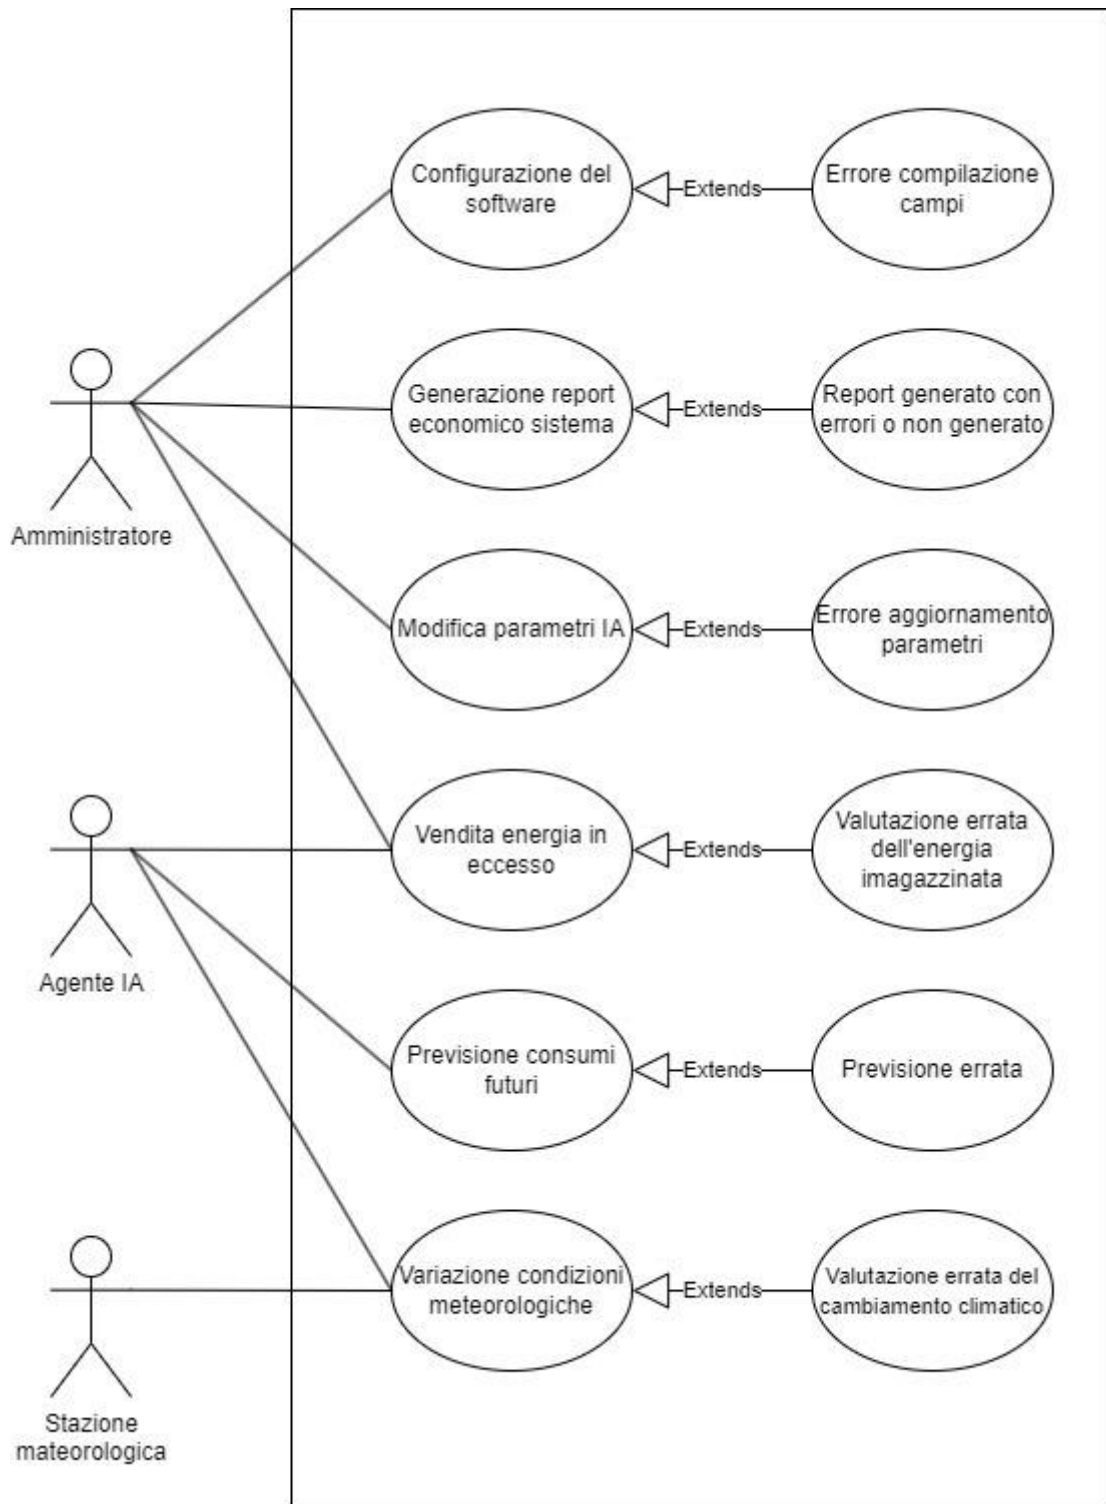 Configurazione del
software
Extends
Errore compilazione
campi
Generazione report
economico sistema
Extends
Report generato con
errori o non generato
Amministratore
Modifica parametri IA
Extends
Errore aggiornamento
parametri
Vendita energia in
eccesso
Extends
Valutazione errata
dell'energia
imagazzinata
Agente IA
Previsione consumi
futuri
Extends
Previsione errata
Variazione condizioni
meteorologiche
Extends
Valutazione errata del
cambiamento climatico
Stazione
mateorologica